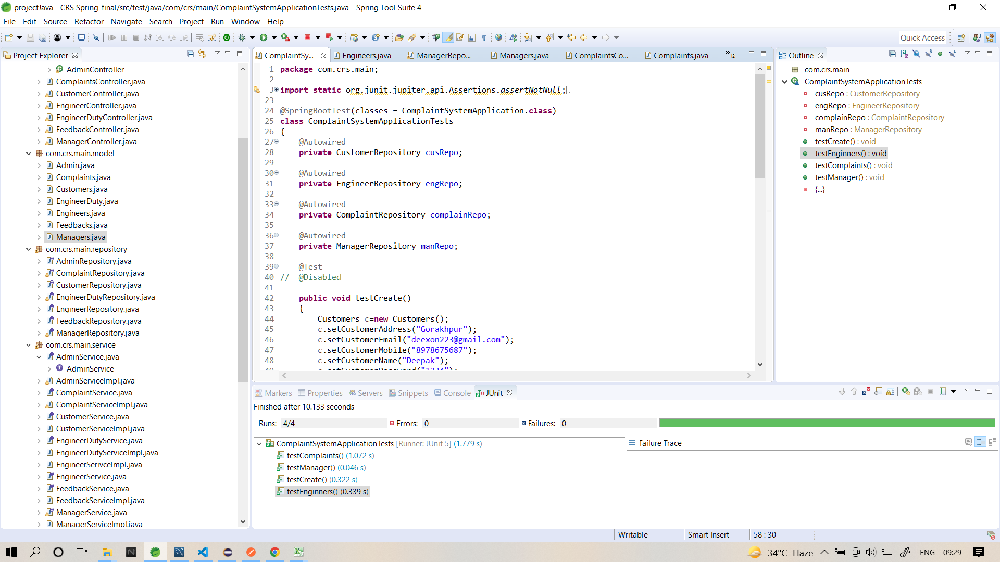 projectJava - CRS Spring_final/src/test/java/com/crs/main/ComplaintSystemApplicationTests.java - Spring Tool Suite 4
File Edit Source Refactor Navigate Search Project Run Window Help
Quick Access
Project Explorer
AdminController
ComplaintsController.java
CustomerController.java
EngineerController.java
EngineerDutyController.java
FeedbackController.java
ManagerController.java
com.crs.main.model
Admin.java
Complaints.java
Customers.java
EngineerDuty.java
Engineers.java
Feedbacks.java
Managers.java
com.crs.main.repository
AdminRepository.java
ComplaintRepository.java
CustomerRepository.java
EngineerDutyRepository.java
EngineerRepository.java
FeedbackRepository.java
ManagerRepository.java
com.crs.main.service
AdminService.java
AdminService
AdminServiceImpl.java
ComplaintService.java
ComplaintServiceImpl.java
CustomerService.java
CustomerServiceImpl.java
EngineerDutyService.java
EngineerDutyServiceImpl.java
EngineerSerivceImpl.java
EngineerService.java
FeedbackService.java
FeedbackServiceImpl.java
ManagerService.java
ManagerServiceImpl.java
ComplaintSy... Engineers.java ManagerRepo... Managers.java ComplaintsCo... Complaints.java »12
1 package com.crs.main;
2
3 import static org.junit.jupiter.api.Assertions.assertNotNull;
23
24 @SpringBootTest(classes = ComplaintSystemApplication.class)
25 class ComplaintSystemApplicationTests
26 {
27 @Autowired
28 private CustomerRepository cusRepo;
29
30 @Autowired
31 private EngineerRepository engRepo;
32
33 @Autowired
34 private ComplaintRepository complainRepo;
35
36 @Autowired
37 private ManagerRepository manRepo;
38
39 @Test
40 // @Disabled
41
42 public void testCreate()
43 {
44 Customers c=new Customers();
45 c.setCustomerAddress("Gorakhpur");
46 c.setCustomerEmail("deexon223@gmail.com");
47 c.setCustomerMobile("8978675687");
48 c.setCustomerName("Deepak");
49 c.setCustomerPassword("1234");
Outline
com.crs.main
ComplaintSystemApplicationTests
cusRepo : CustomerRepository
engRepo : EngineerRepository
complainRepo : ComplaintRepository
manRepo : ManagerRepository
testCreate() : void
testEnginners() : void
testComplaints() : void
testManager() : void
{...}
Markers Properties Servers Snippets Console JUnit
Finished after 10.133 seconds
Runs: 4/4 Errors: 0 Failures: 0
ComplaintSystemApplicationTests [Runner: JUnit 5] (1.779 s)
testComplaints() (1.072 s)
testManager() (0.046 s)
testCreate() (0.322 s)
testEnginners() (0.339 s)
Failure Trace
Writable Smart Insert 58 : 30
34°C Haze ENG 09:29